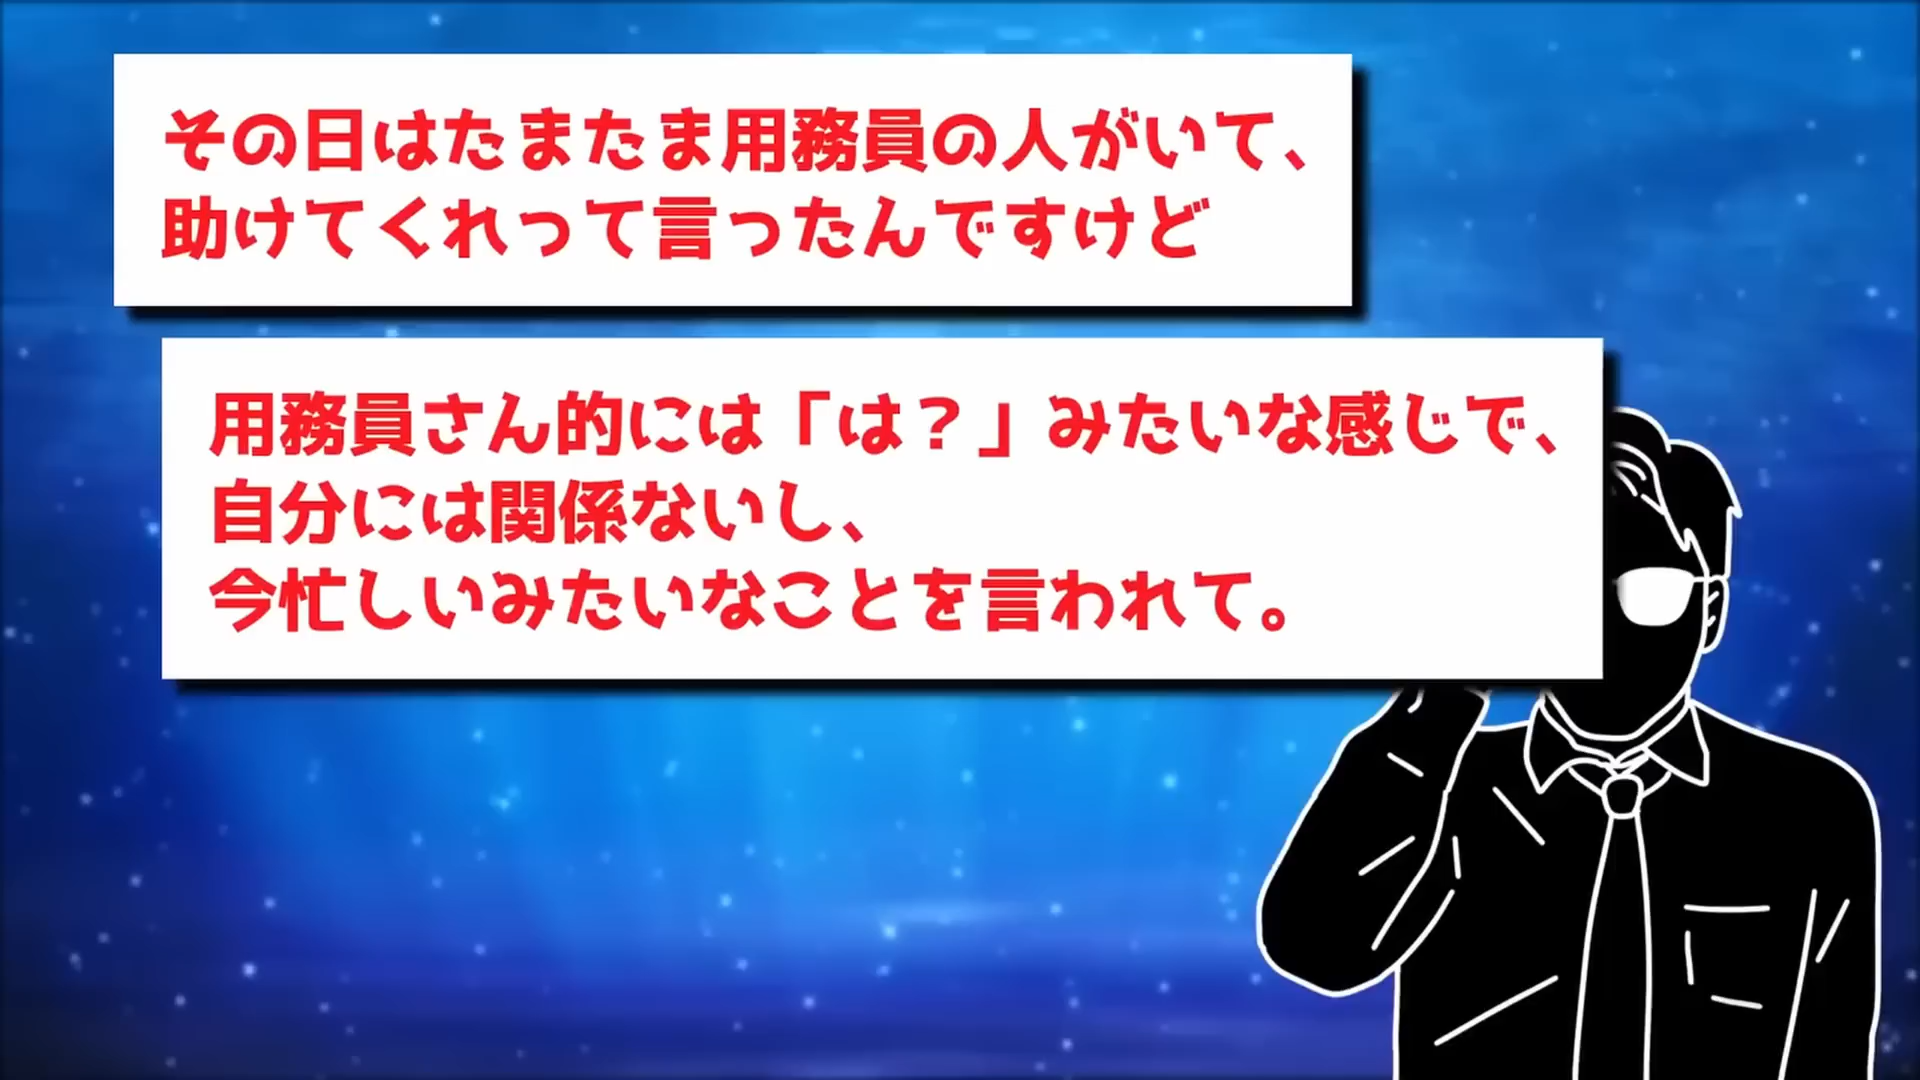 その日はたまたま用務員の人がいて、
助けてくれって言ったんですけど
用務員さん的には「は？」みたいな感じで、
自分には関係ないし、
今忙しいみたいなことを言われて。